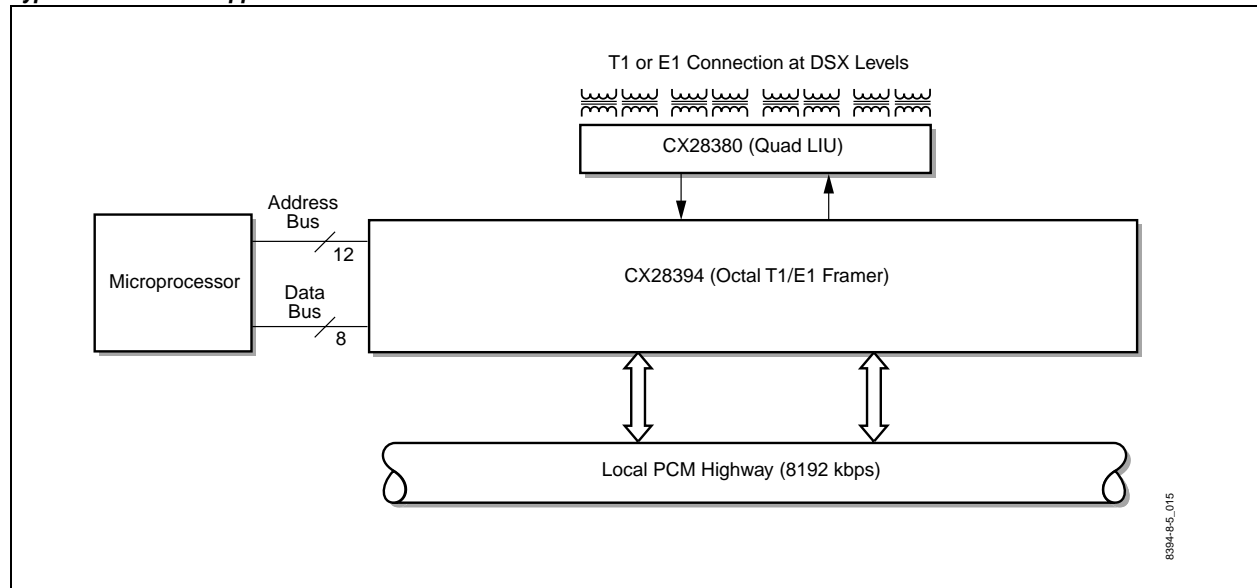 T1 or E1 Connection at DSX Levels
CX28380 (Quad LIU)
Address
Bus
12
Microprocessor
CX28394 (Octal T1/E1 Framer)
Data
Bus
8
Local PCM Highway (8192 kbps)
8394-8-5_015